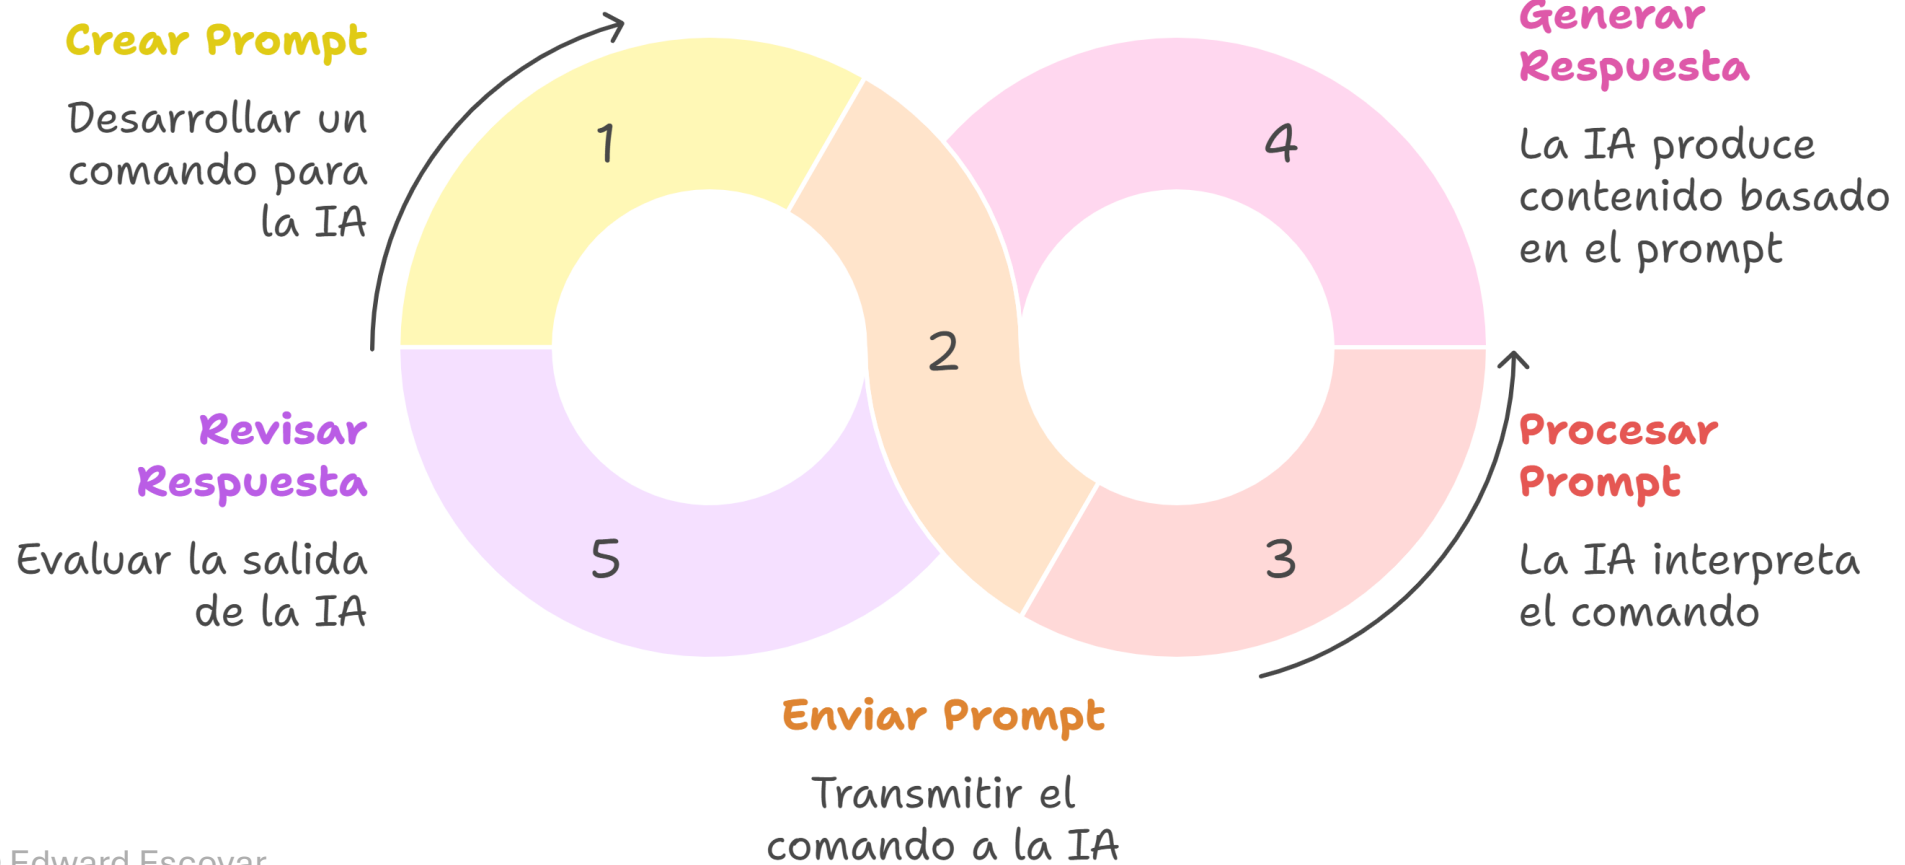 Crear Prompt
Desarrollar un
comando para
la IA
1
2
3
4
5
Generar
Respuesta
La IA produce
contenido basado
en el prompt
Revisar
Respuesta
Evaluar la salida
de la IA
Procesar
Prompt
La IA interpreta
el comando
Enviar Prompt
Transmitir el
comando a la IA
Edward Escovar